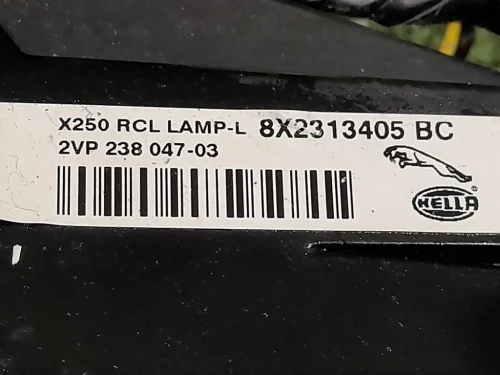 X250 RCL LAMP-L 8X2313405 BC
2VP 238 047-03
HELLA